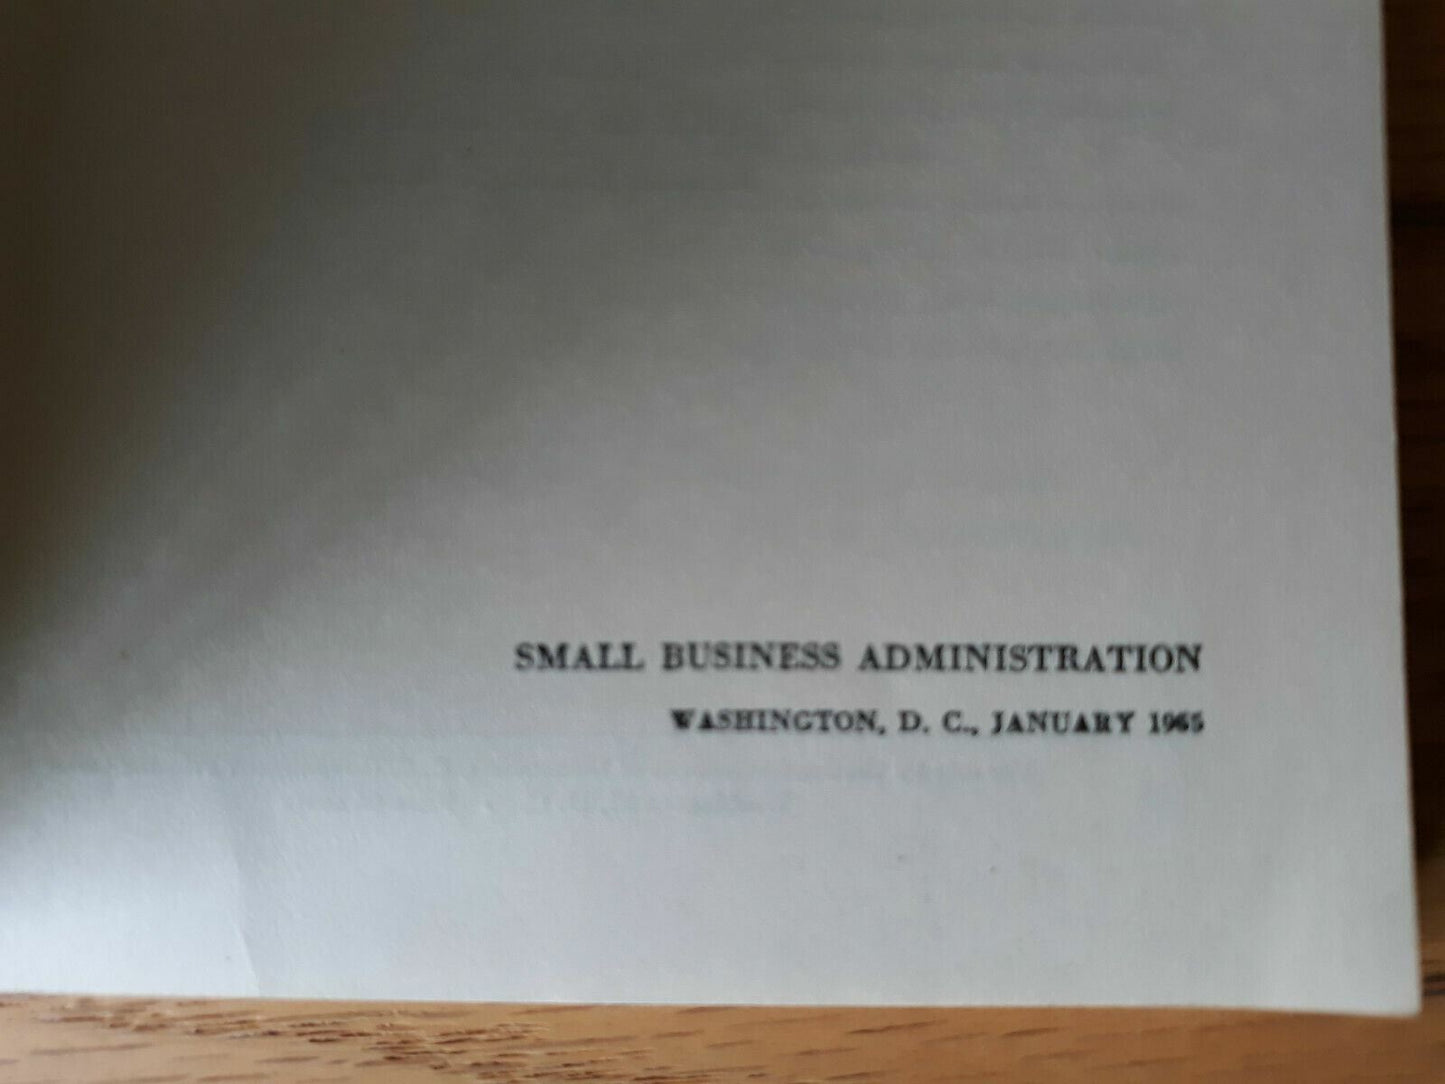 SMALL BUSINESS ADMINISTRATION
WASHINGTON, D. C., JANUARY 1965